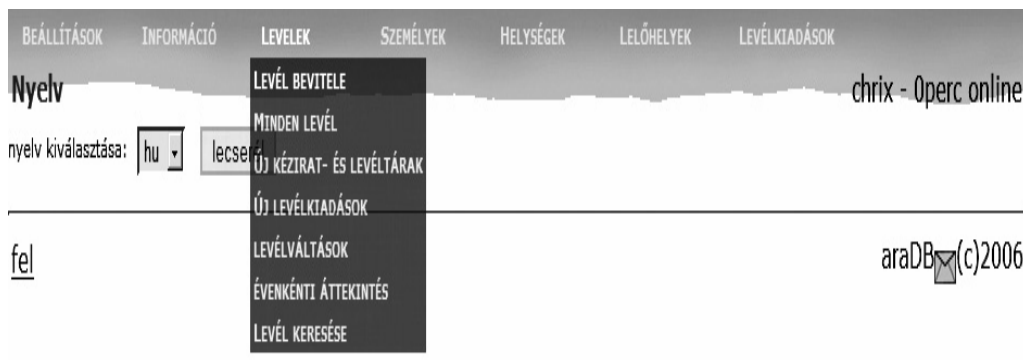 BEÁLLÍTÁSOK INFORMÁCIÓ LEVELEK SZEMÉLYEK HELYSÉGEK LELŐHELYEK LEVÉLKIADÁSOK
Nyelv
chrix - 0perc online
nyelv kiválasztása: hu
LEVÉL BEVITELE
MINDEN LEVÉL
ÚJ KÉZIRAT- ÉS LEVÉLTÁRAK
ÚJ LEVÉLKIADÁSOK
LEVÉLVÁLTÁSOK
ÉVENKÉNTI ÁTTEKINTÉS
LEVÉL KERESÉSE
fel
araDB (c)2006